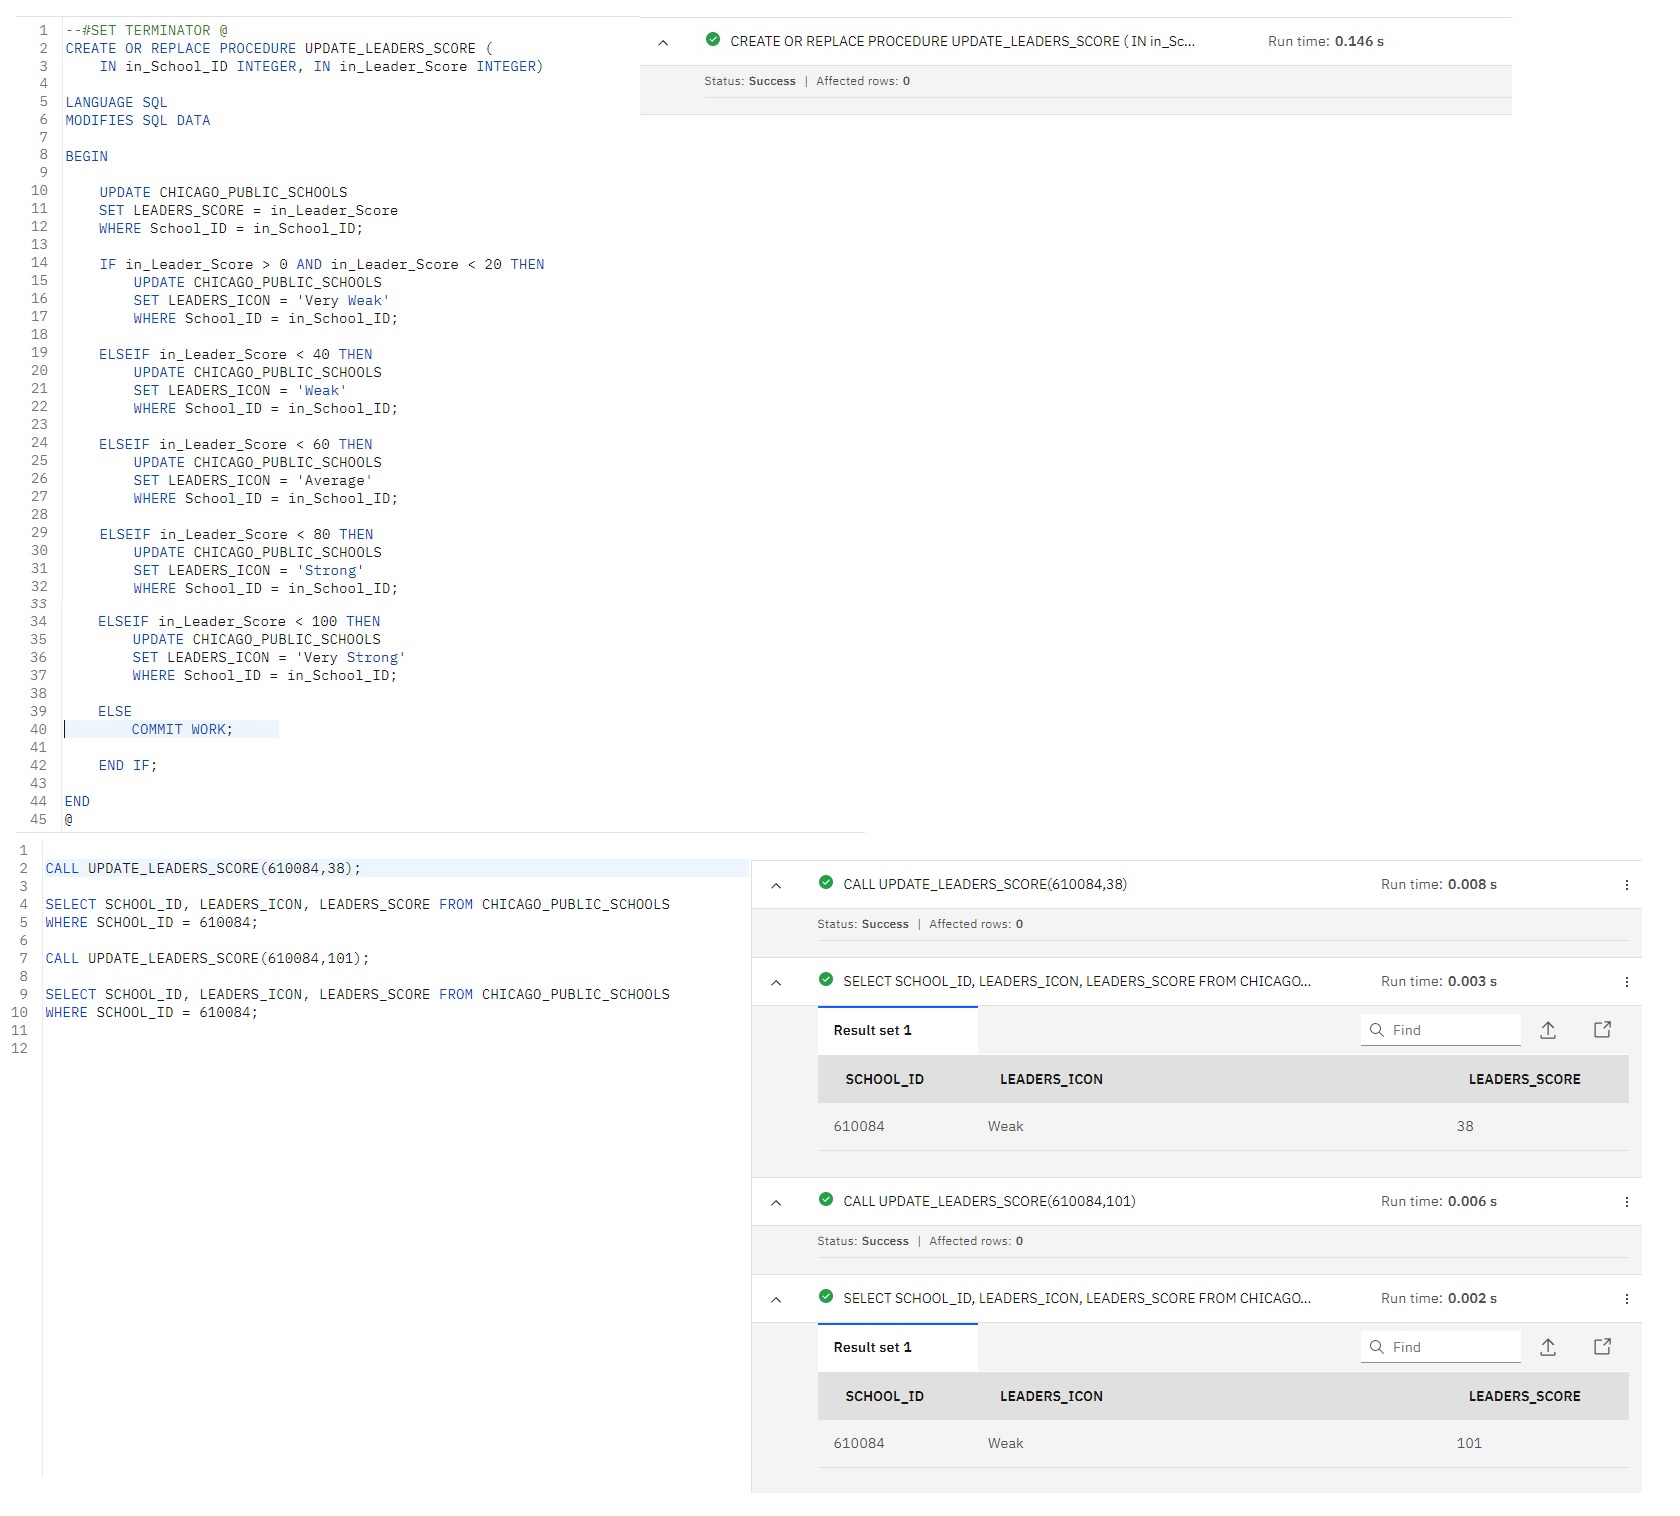 1 --#SET TERMINATOR @
2 CREATE OR REPLACE PROCEDURE UPDATE_LEADERS_SCORE (
3 IN in_School_ID INTEGER, IN in_Leader_Score INTEGER)
4
5 LANGUAGE SQL
6 MODIFIES SQL DATA
7
8 BEGIN
9
10 UPDATE CHICAGO_PUBLIC_SCHOOLS
11 SET LEADERS_SCORE = in_Leader_Score
12 WHERE School_ID = in_School_ID;
13
14 IF in_Leader_Score > 0 AND in_Leader_Score < 20 THEN
15 UPDATE CHICAGO_PUBLIC_SCHOOLS
16 SET LEADERS_ICON = 'Very Weak'
17 WHERE School_ID = in_School_ID;
18
19 ELSEIF in_Leader_Score < 40 THEN
20 UPDATE CHICAGO_PUBLIC_SCHOOLS
21 SET LEADERS_ICON = 'Weak'
22 WHERE School_ID = in_School_ID;
23
24 ELSEIF in_Leader_Score < 60 THEN
25 UPDATE CHICAGO_PUBLIC_SCHOOLS
26 SET LEADERS_ICON = 'Average'
27 WHERE School_ID = in_School_ID;
28
29 ELSEIF in_Leader_Score < 80 THEN
30 UPDATE CHICAGO_PUBLIC_SCHOOLS
31 SET LEADERS_ICON = 'Strong'
32 WHERE School_ID = in_School_ID;
33
34 ELSEIF in_Leader_Score < 100 THEN
35 UPDATE CHICAGO_PUBLIC_SCHOOLS
36 SET LEADERS_ICON = 'Very Strong'
37 WHERE School_ID = in_School_ID;
38
39 ELSE
40 COMMIT WORK;
41
42 END IF;
43
44 END
45 @
CREATE OR REPLACE PROCEDURE UPDATE_LEADERS_SCORE ( IN in_Sc... Run time: 0.146 s
Status: Success | Affected rows: 0
1
2 CALL UPDATE_LEADERS_SCORE(610084,38);
3
4 SELECT SCHOOL_ID, LEADERS_ICON, LEADERS_SCORE FROM CHICAGO_PUBLIC_SCHOOLS
5 WHERE SCHOOL_ID = 610084;
6
7 CALL UPDATE_LEADERS_SCORE(610084,101);
8
9 SELECT SCHOOL_ID, LEADERS_ICON, LEADERS_SCORE FROM CHICAGO_PUBLIC_SCHOOLS
10 WHERE SCHOOL_ID = 610084;
11
12
CALL UPDATE_LEADERS_SCORE(610084,38) Run time: 0.008 s
Status: Success | Affected rows: 0
SELECT SCHOOL_ID, LEADERS_ICON, LEADERS_SCORE FROM CHICAGO... Run time: 0.003 s
Result set 1 Find
SCHOOL_ID LEADERS_ICON LEADERS_SCORE
610084 Weak 38
CALL UPDATE_LEADERS_SCORE(610084,101) Run time: 0.006 s
Status: Success | Affected rows: 0
SELECT SCHOOL_ID, LEADERS_ICON, LEADERS_SCORE FROM CHICAGO... Run time: 0.002 s
Result set 1 Find
SCHOOL_ID LEADERS_ICON LEADERS_SCORE
610084 Weak 101